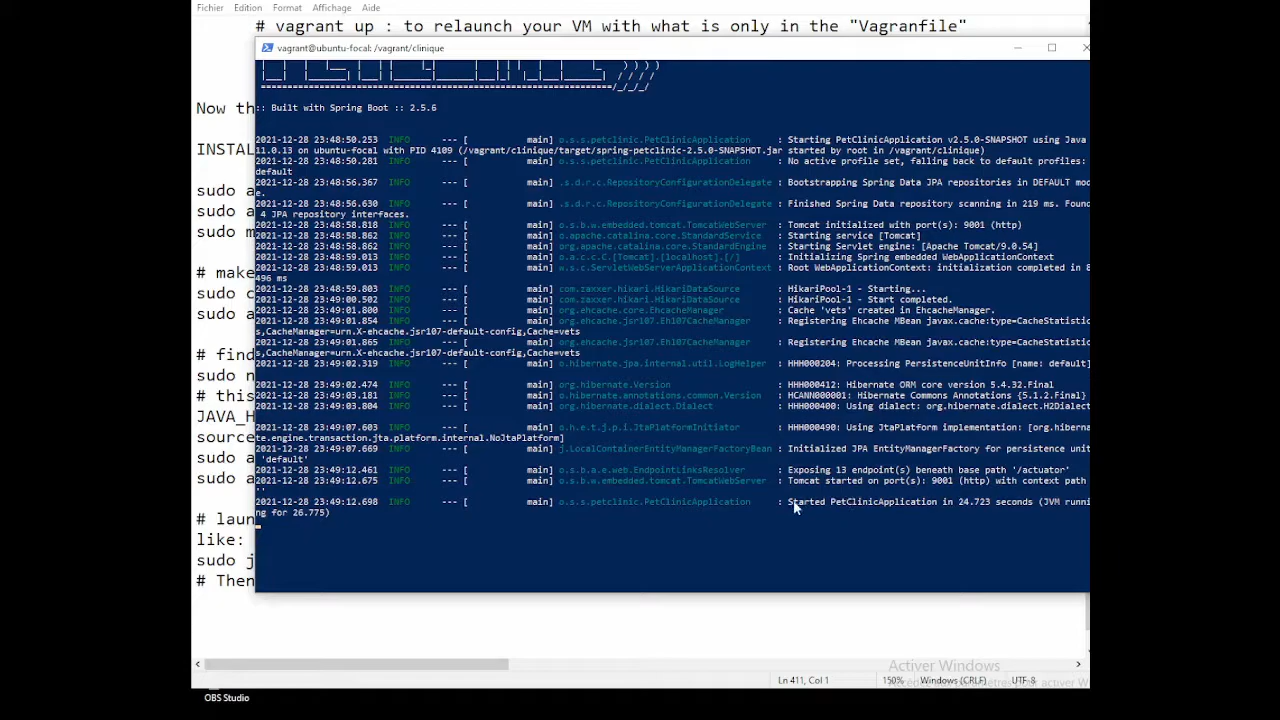 Fichier Edition Format Affichage Aide
# vagrant up : to relaunch your VM with what is only in the "Vagranfile"
vagrant@ubuntu-focal: /vagrant/clinique
Now th
:: Built with Spring Boot :: 2.5.6
2021-12-28 23:48:50.253 INFO --- [ main] o.s.s.petclinic.PetClinicApplication : Starting PetClinicApplication v2.5.0-SNAPSHOT using Java
INSTAL
11.0.13 on ubuntu-focal with PID 4109 (/vagrant/clinique/target/spring-petclinic-2.5.0-SNAPSHOT.jar started by root in /vagrant/clinique)
2021-12-28 23:48:50.281 INFO --- [ main] o.s.s.petclinic.PetClinicApplication : No active profile set, falling back to default profiles:
default
2021-12-28 23:48:56.367 INFO --- [ main] .s.d.r.c.RepositoryConfigurationDelegate : Bootstrapping Spring Data JPA repositories in DEFAULT mod
sudo a
e.
2021-12-28 23:48:56.630 INFO --- [ main] .s.d.r.c.RepositoryConfigurationDelegate : Finished Spring Data repository scanning in 219 ms. Found
sudo a
4 JPA repository interfaces.
2021-12-28 23:48:58.818 INFO --- [ main] o.s.b.w.embedded.tomcat.TomcatWebServer : Tomcat initialized with port(s): 9001 (http)
sudo m
2021-12-28 23:48:58.862 INFO --- [ main] o.apache.catalina.core.StandardService : Starting service [Tomcat]
2021-12-28 23:48:58.862 INFO --- [ main] org.apache.catalina.core.StandardEngine : Starting Servlet engine: [Apache Tomcat/9.0.54]
2021-12-28 23:48:59.013 INFO --- [ main] o.a.c.c.C.[Tomcat].[localhost].[/] : Initializing Spring embedded WebApplicationContext
2021-12-28 23:48:59.013 INFO --- [ main] w.s.c.ServletWebServerApplicationContext : Root WebApplicationContext: initialization completed in 8
# make
496 ms
2021-12-28 23:48:59.803 INFO --- [ main] com.zaxxer.hikari.HikariDataSource : HikariPool-1 - Starting...
sudo c
2021-12-28 23:49:00.502 INFO --- [ main] com.zaxxer.hikari.HikariDataSource : HikariPool-1 - Start completed.
2021-12-28 23:49:01.800 INFO --- [ main] org.ehcache.core.EhcacheManager : Cache 'vets' created in EhcacheManager.
sudo a
2021-12-28 23:49:01.854 INFO --- [ main] org.ehcache.jsr107.Eh107CacheManager : Registering Ehcache MBean javax.cache:type=CacheStatistic
s,CacheManager=urn.X-ehcache.jsr107-default-config,Cache=vets
2021-12-28 23:49:01.865 INFO --- [ main] org.ehcache.jsr107.Eh107CacheManager : Registering Ehcache MBean javax.cache:type=CacheStatistic
# find
s,CacheManager=urn.X-ehcache.jsr107-default-config,Cache=vets
2021-12-28 23:49:02.319 INFO --- [ main] o.hibernate.jpa.internal.util.LogHelper : HHH000204: Processing PersistenceUnitInfo [name: default]
sudo n
2021-12-28 23:49:02.474 INFO --- [ main] org.hibernate.Version : HHH000412: Hibernate ORM core version 5.4.32.Final
# this
2021-12-28 23:49:03.181 INFO --- [ main] o.hibernate.annotations.common.Version : HCANN000001: Hibernate Commons Annotations {5.1.2.Final}
2021-12-28 23:49:03.804 INFO --- [ main] org.hibernate.dialect.Dialect : HHH000400: Using dialect: org.hibernate.dialect.H2Dialect
JAVA_H
2021-12-28 23:49:07.603 INFO --- [ main] o.h.e.t.j.p.i.JtaPlatformInitiator : HHH000490: Using JtaPlatform implementation: [org.hiberna
source
te.engine.transaction.jta.platform.internal.NoJtaPlatform]
2021-12-28 23:49:07.669 INFO --- [ main] j.LocalContainerEntityManagerFactoryBean : Initialized JPA EntityManagerFactory for persistence unit
sudo a
'default'
2021-12-28 23:49:12.461 INFO --- [ main] o.s.b.a.e.web.EndpointLinksResolver : Exposing 13 endpoint(s) beneath base path '/actuator'
sudo a
2021-12-28 23:49:12.675 INFO --- [ main] o.s.b.w.embedded.tomcat.TomcatWebServer : Tomcat started on port(s): 9001 (http) with context path
''
2021-12-28 23:49:12.698 INFO --- [ main] o.s.s.petclinic.PetClinicApplication : Started PetClinicApplication in 24.723 seconds (JVM runni
ng for 26.775)
# laun
like:
sudo j
# Then
Activer Windows
Ln 411, Col 1 150% Windows (CRLF) UTF-8
OBS Studio